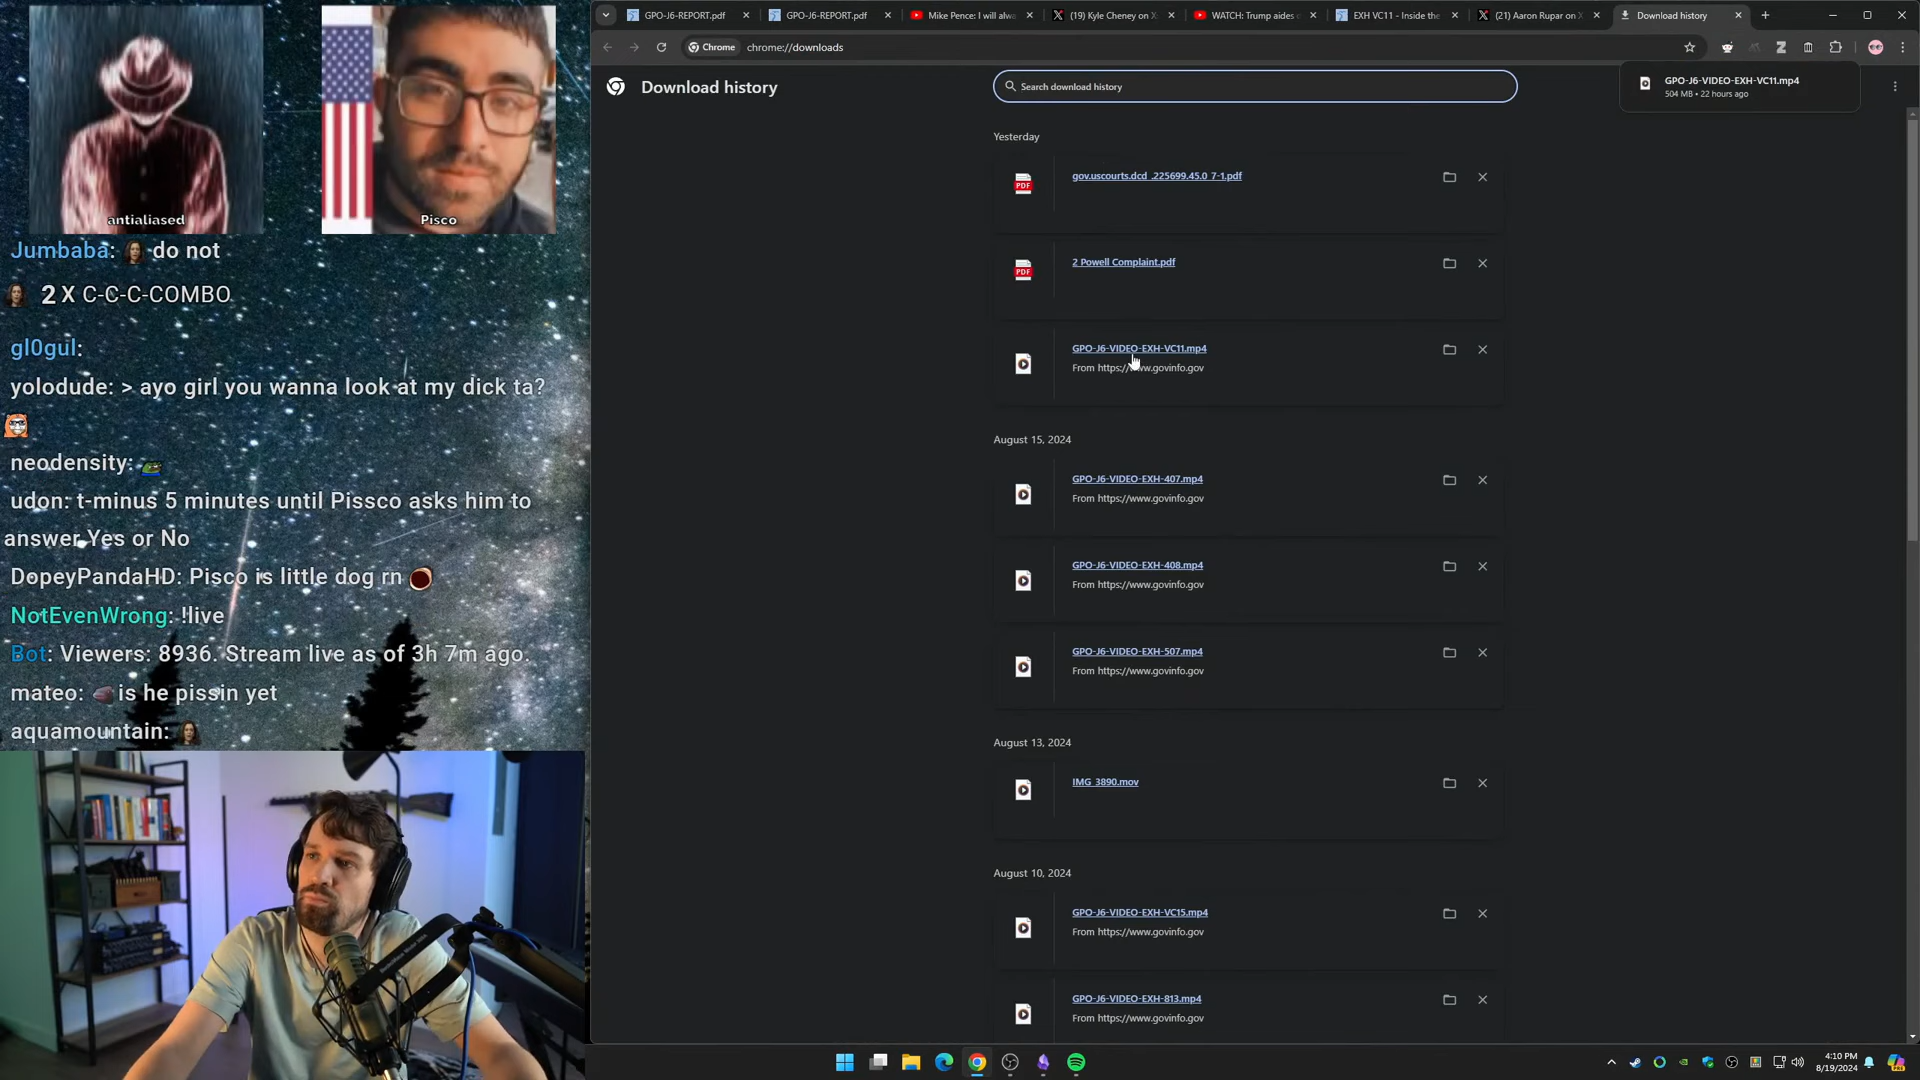 antialiased
Pisco
Jumbaba: do not
2 X C-C-C-COMBO
gl0gul:
yolodude: > ayo girl you wanna look at my dick ta?
neodensity:
udon: t-minus 5 minutes until Pissco asks him to
answer Yes or No
DopeyPandaHD: Pisco is little dog rn
NotEvenWrong: !live
Bot: Viewers: 8936. Stream live as of 3h 7m ago.
mateo: is he pissin yet
aquamountain:
GPO-J6-REPORT.pdf
GPO-J6-REPORT.pdf
Mike Pence: I will alw
(19) Kyle Cheney on X
WATCH: Trump aides
EXH VC11 - Inside the
(21) Aaron Rupar on X
Download history
Chrome
chrome://downloads
Download history
Search download history
GPO-J6-VIDEO-EXH-VC11.mp4
504 MB • 22 hours ago
Yesterday
gov.uscourts.dcd_.225699.45.0_7-1.pdf
2 Powell Complaint.pdf
GPO-J6-VIDEO-EXH-VC11.mp4
From https://www.govinfo.gov
August 15, 2024
GPO-J6-VIDEO-EXH-407.mp4
From https://www.govinfo.gov
GPO-J6-VIDEO-EXH-408.mp4
From https://www.govinfo.gov
GPO-J6-VIDEO-EXH-507.mp4
From https://www.govinfo.gov
August 13, 2024
IMG_3890.mov
August 10, 2024
GPO-J6-VIDEO-EXH-VC15.mp4
From https://www.govinfo.gov
GPO-J6-VIDEO-EXH-813.mp4
From https://www.govinfo.gov
4:10 PM
8/19/2024